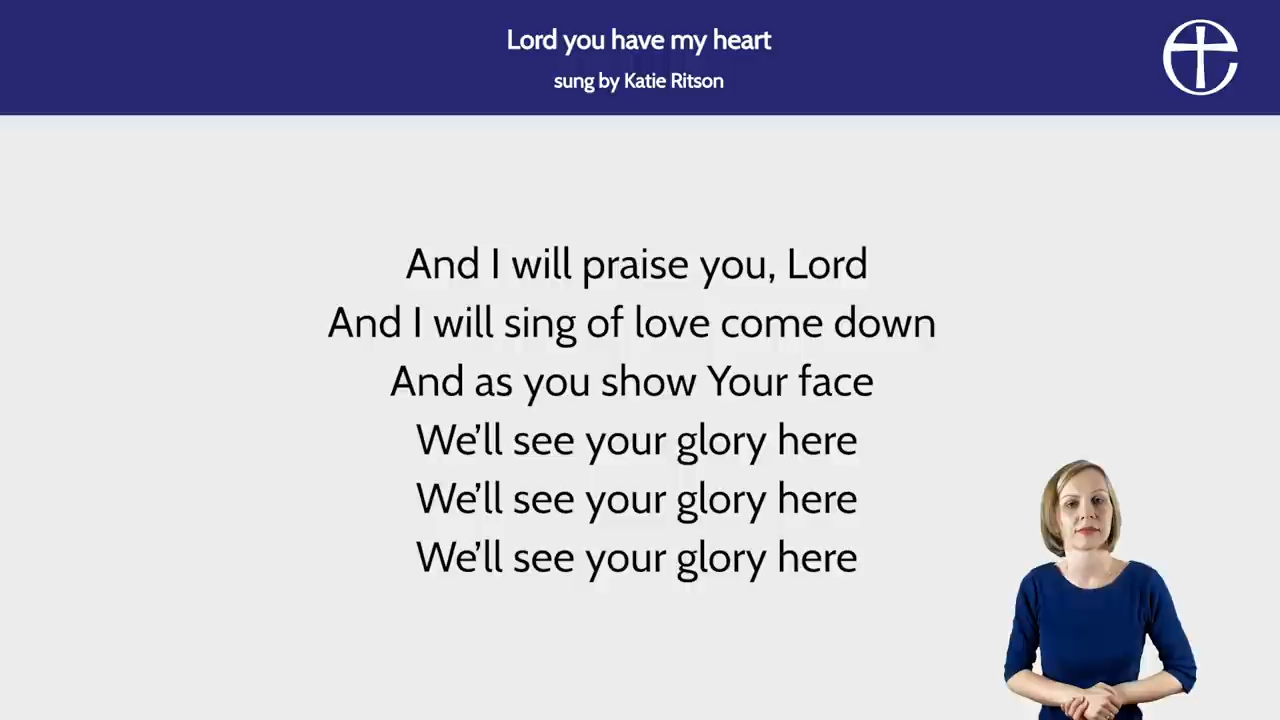 Lord you have my heart
sung by Katie Ritson
And I will praise you, Lord
And I will sing of love come down
And as you show Your face
We'll see your glory here
We'll see your glory here
We'll see your glory here